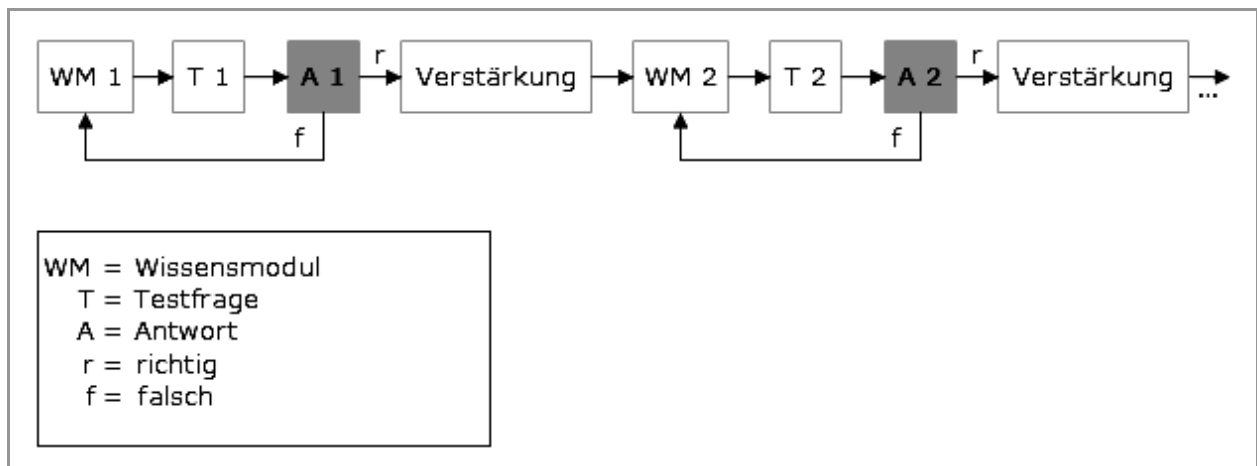 WM 1 T 1 A 1 r Verstärkung WM 2 T 2 A 2 r Verstärkung ...
f f
WM = Wissensmodul
T = Testfrage
A = Antwort
r = richtig
f = falsch